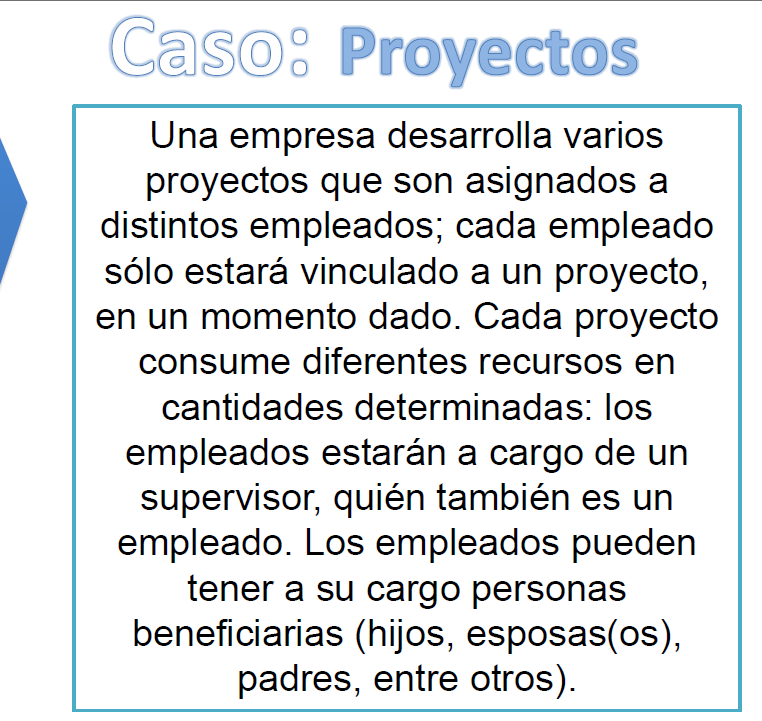 Caso: Proyectos
Una empresa desarrolla varios
proyectos que son asignados a
distintos empleados; cada empleado
sólo estará vinculado a un proyecto,
en un momento dado. Cada proyecto
consume diferentes recursos en
cantidades determinadas: los
empleados estarán a cargo de un
supervisor, quién también es un
empleado. Los empleados pueden
tener a su cargo personas
beneficiarias (hijos, esposas(os),
padres, entre otros).